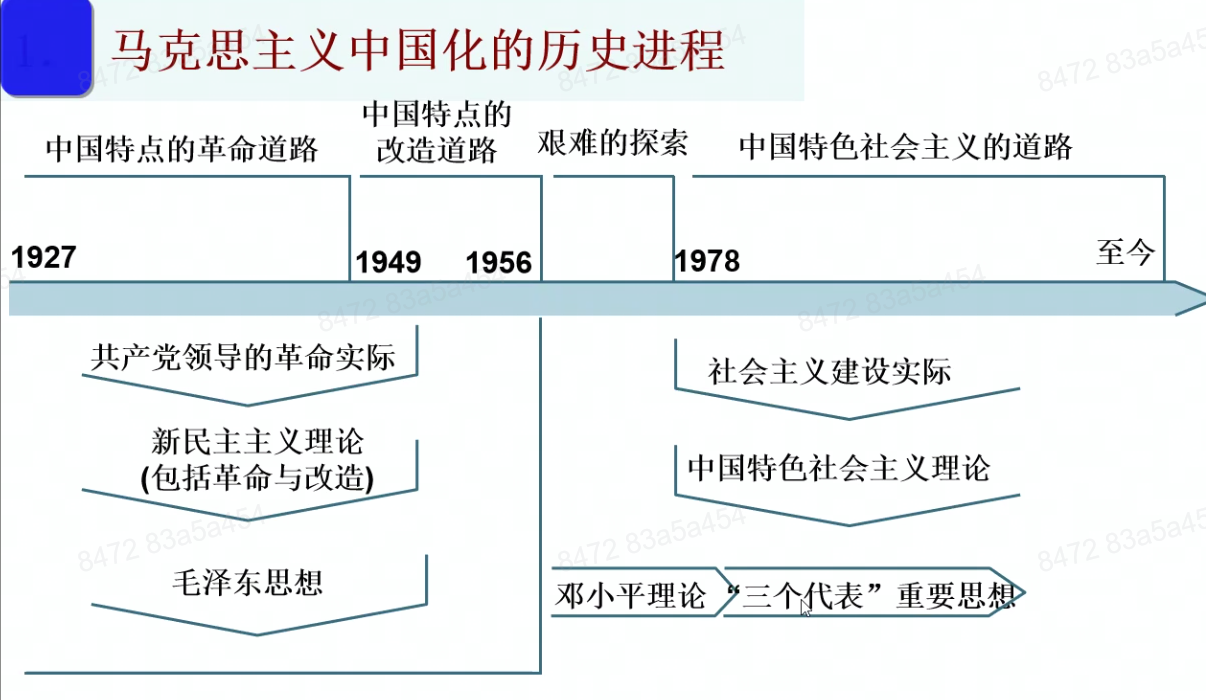 1.
马克思主义中国化的历史进程
中国特点的革命道路
中国特点的
改造道路
艰难的探索
中国特色社会主义的道路
1927
1949
1956
1978
至今
共产党领导的革命实际
新民主主义理论
(包括革命与改造)
毛泽东思想
社会主义建设实际
中国特色社会主义理论
邓小平理论
“三个代表”重要思想
8472 83a5a454